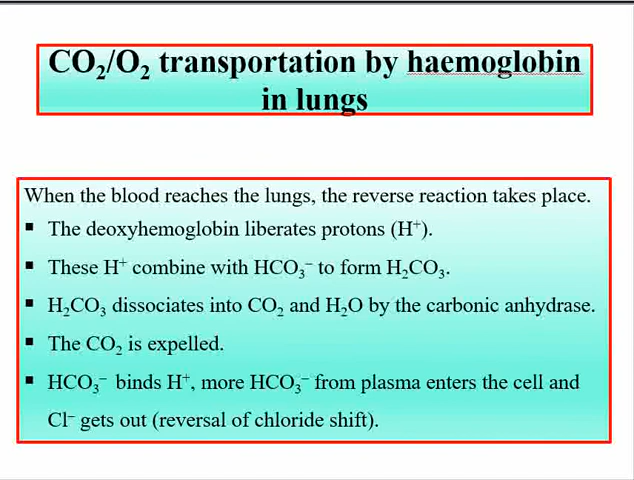 CO₂/O₂ transportation by haemoglobin
in lungs
When the blood reaches the lungs, the reverse reaction takes place.
▪ The deoxyhemoglobin liberates protons (H⁺).
▪ These H⁺ combine with HCO₃⁻ to form H₂CO₃.
▪ H₂CO₃ dissociates into CO₂ and H₂O by the carbonic anhydrase.
▪ The CO₂ is expelled.
▪ HCO₃⁻ binds H⁺, more HCO₃⁻ from plasma enters the cell and
Cl⁻ gets out (reversal of chloride shift).